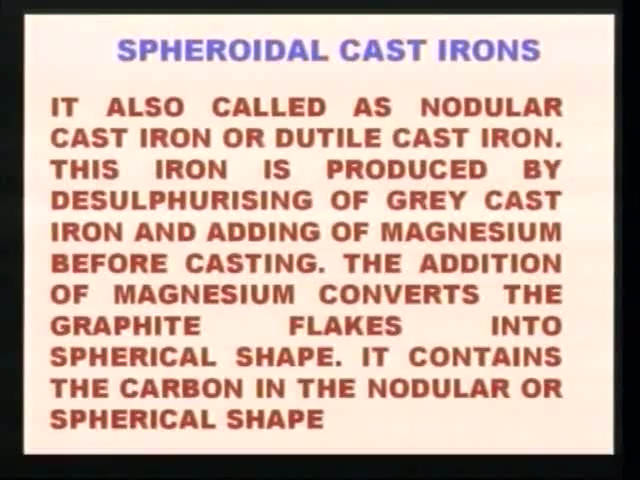 SPHEROIDAL CAST IRONS
IT ALSO CALLED AS NODULAR
CAST IRON OR DUTILE CAST IRON.
THIS IRON IS PRODUCED BY
DESULPHURISING OF GREY CAST
IRON AND ADDING OF MAGNESIUM
BEFORE CASTING. THE ADDITION
OF MAGNESIUM CONVERTS THE
GRAPHITE FLAKES INTO
SPHERICAL SHAPE. IT CONTAINS
THE CARBON IN THE NODULAR OR
SPHERICAL SHAPE